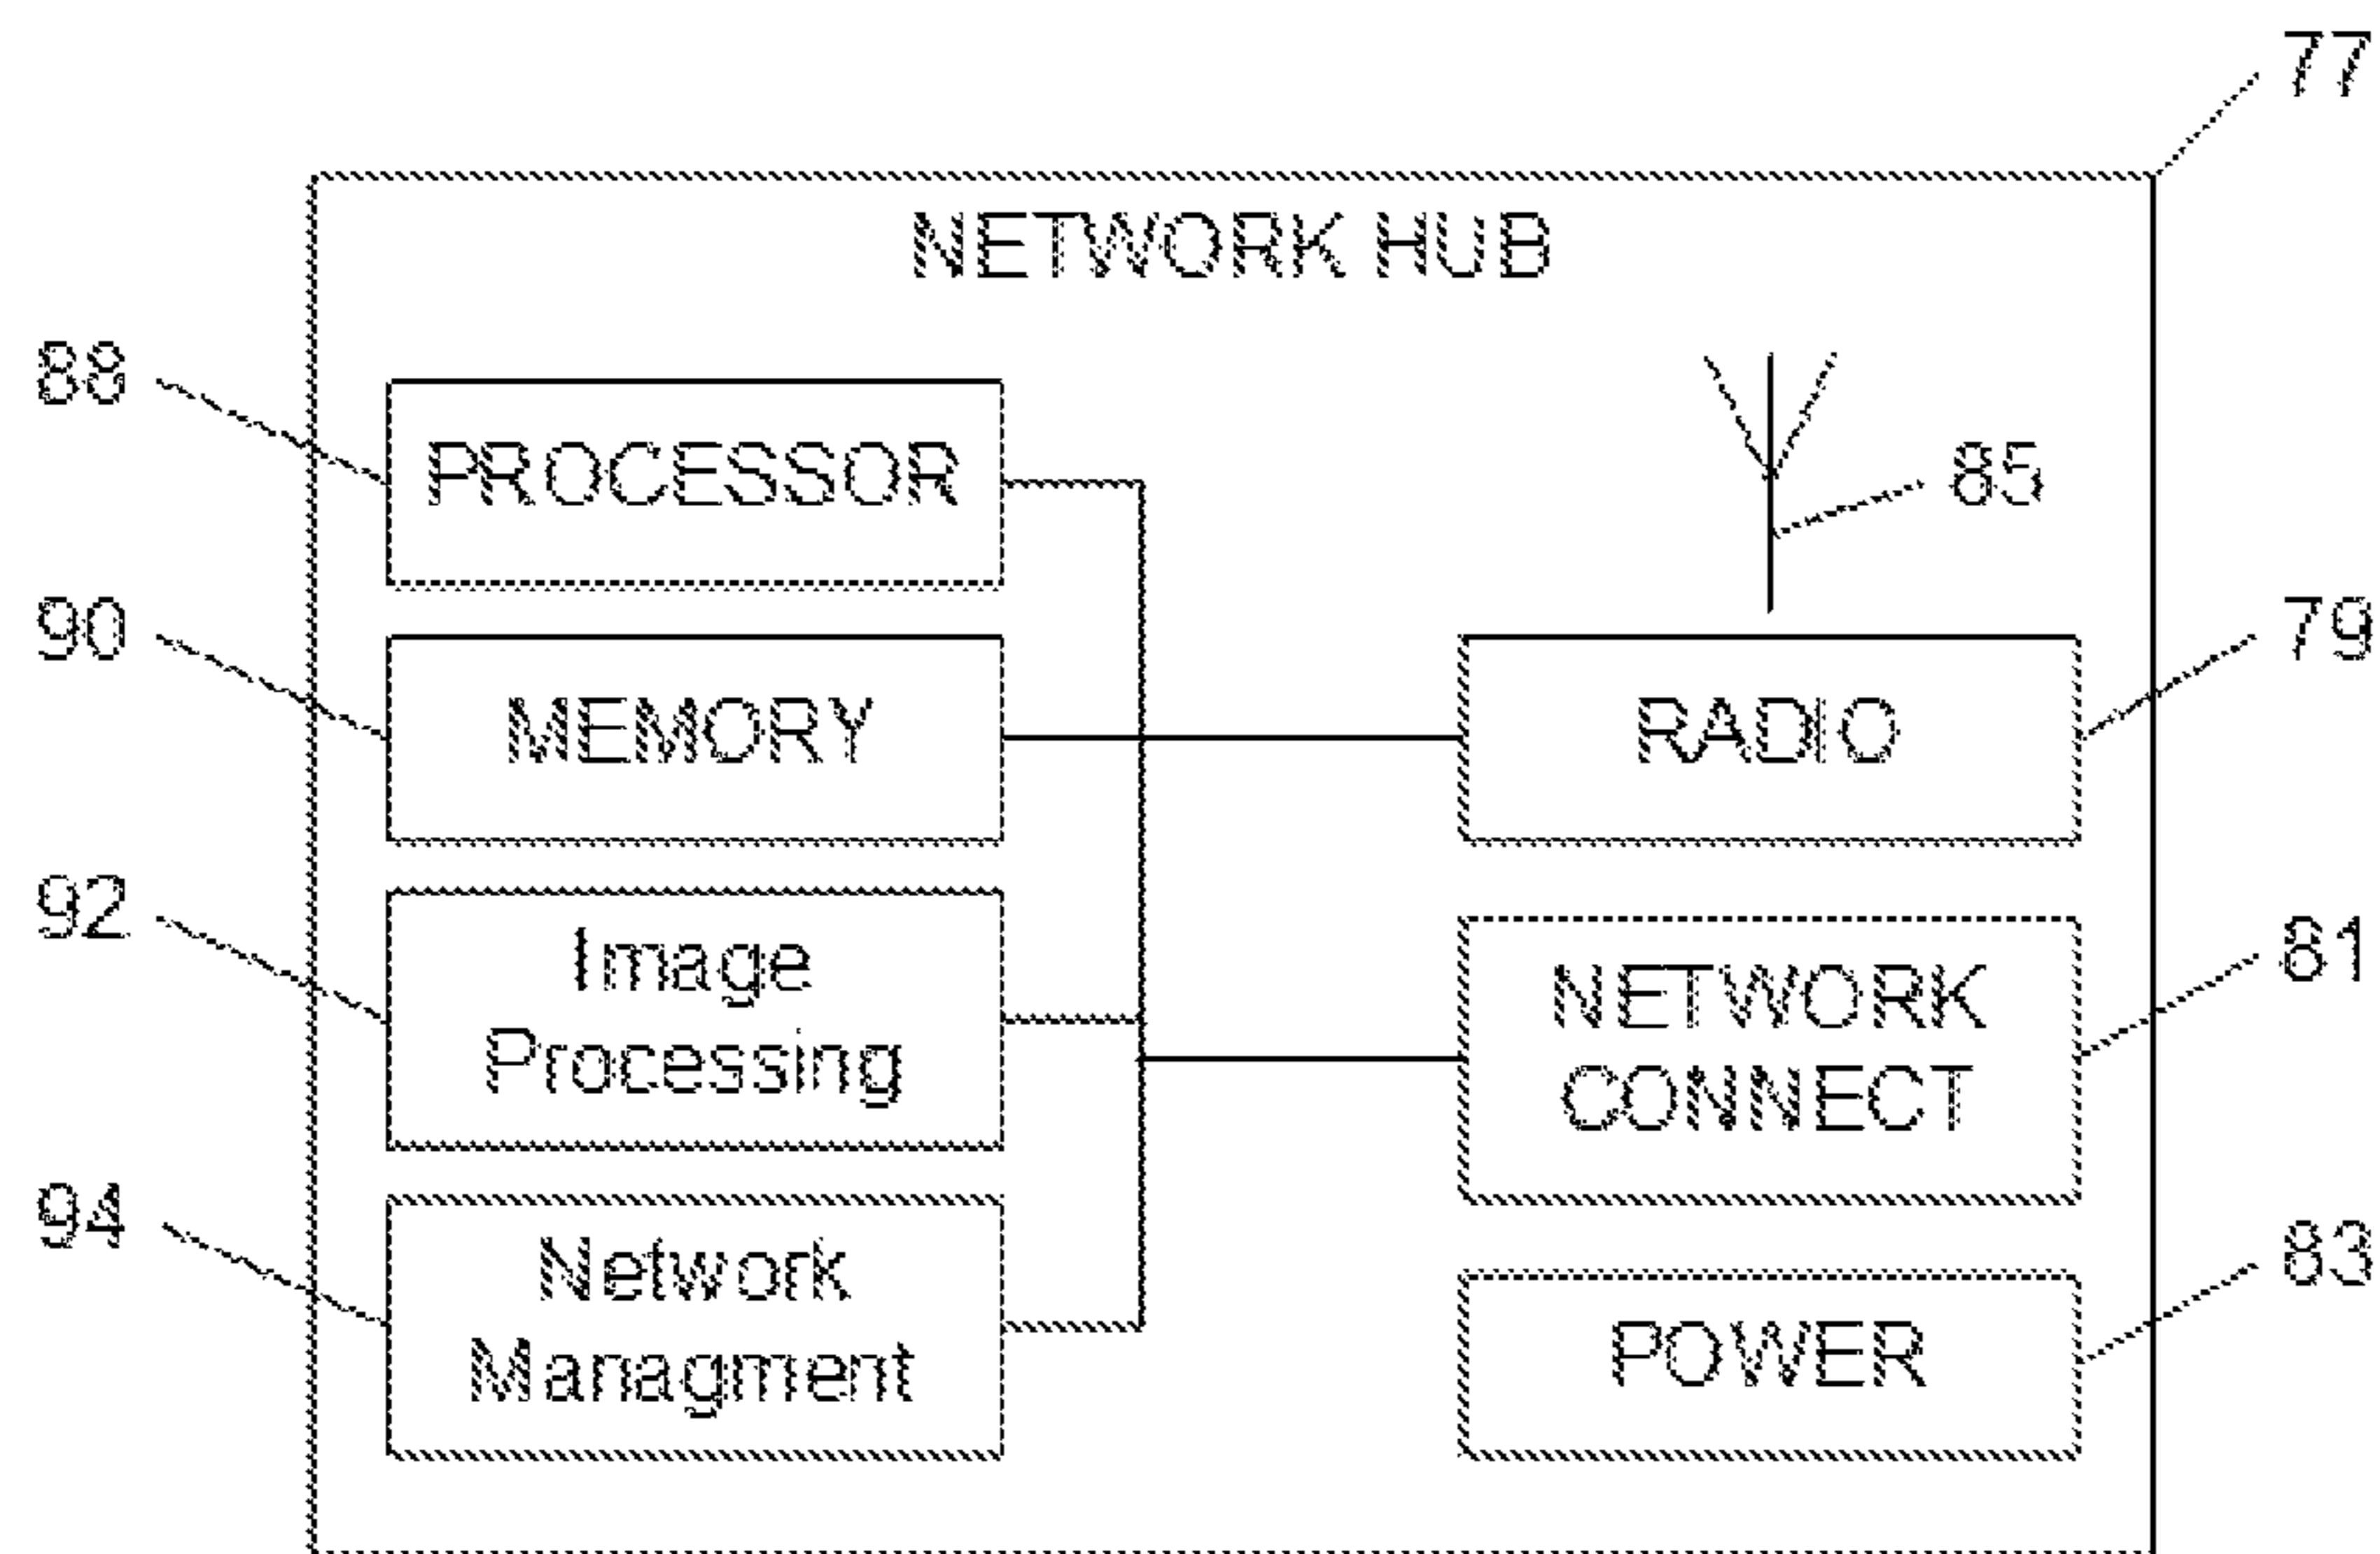 77
NETWORK HUB
88
PROCESSOR
85
90
MEMORY
RADIO
79
92
Image
Processing
NETWORK
CONNECT
81
94
Network
Managment
POWER
83